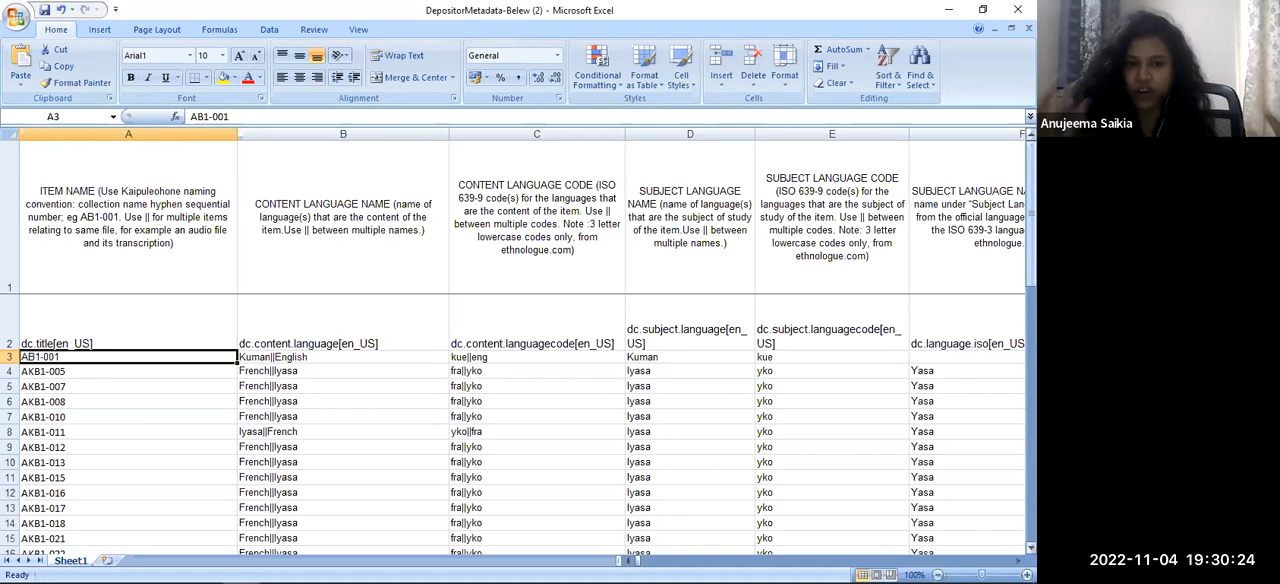 DepositorMetadata-Belew (2) - Microsoft Excel
Home Insert Page Layout Formulas Data Review View
Paste
Cut
Copy
Format Painter
Clipboard
Arial1 10
B I U
Font
Wrap Text
Merge & Center
Alignment
General
Number
Conditional Formatting
Format as Table
Cell Styles
Styles
Insert Delete Format
Cells
AutoSum
Fill
Clear
Sort & Filter
Find & Select
Editing
A3 fx AB1-001
A B C D E F
ITEM NAME (Use Kaipuleohone naming
convention: collection name hyphen sequential
number; eg AB1-001. Use || for multiple items
relating to same file, for example an audio file
and its transcription)
CONTENT LANGUAGE NAME (name of
language(s) that are the content of the
item.Use || between multiple names.)
CONTENT LANGUAGE CODE (ISO
639-9 code(s) for the languages that
are the content of the item. Use ||
between multiple codes. Note :3 letter
lowercase codes only, from
ethnologue.com)
SUBJECT LANGUAGE
NAME (name of language(s)
that are the subject of study
of the item.Use || between
multiple names.)
SUBJECT LANGUAGE CODE
(ISO 639-9 code(s) for the
languages that are the subject of
study of the item. Use || between
multiple codes. Note: 3 letter
lowercase codes only, from
ethnologue.com)
SUBJECT LANGUAGE NA
name under "Subject Lan
from the official languag
the ISO 639-3 langua
ethnologue.
1
2 dc.title[en_US] dc.content.language[en_US] dc.content.languagecode[en_US] dc.subject.language[en_US] dc.subject.languagecode[en_US] dc.language.iso[en_US
3 AB1-001 Kuman||English kue||eng Kuman kue
4 AKB1-005 French||Iyasa fra||yko Iyasa yko Yasa
5 AKB1-007 French||Iyasa fra||yko Iyasa yko Yasa
6 AKB1-008 French||Iyasa fra||yko Iyasa yko Yasa
7 AKB1-010 French||Iyasa fra||yko Iyasa yko Yasa
8 AKB1-011 Iyasa||French yko||fra Iyasa yko Yasa
9 AKB1-012 French||Iyasa fra||yko Iyasa yko Yasa
10 AKB1-013 French||Iyasa fra||yko Iyasa yko Yasa
11 AKB1-015 French||Iyasa fra||yko Iyasa yko Yasa
12 AKB1-016 French||Iyasa fra||yko Iyasa yko Yasa
13 AKB1-017 French||Iyasa fra||yko Iyasa yko Yasa
14 AKB1-018 French||Iyasa fra||yko Iyasa yko Yasa
15 AKB1-021 French||Iyasa fra||yko Iyasa yko Yasa
16 AKB1-022 French||Iyasa fra||yko Iyasa yko Yasa
Sheet1
Ready
100%
Anujeema Saikia
2022-11-04 19:30:24